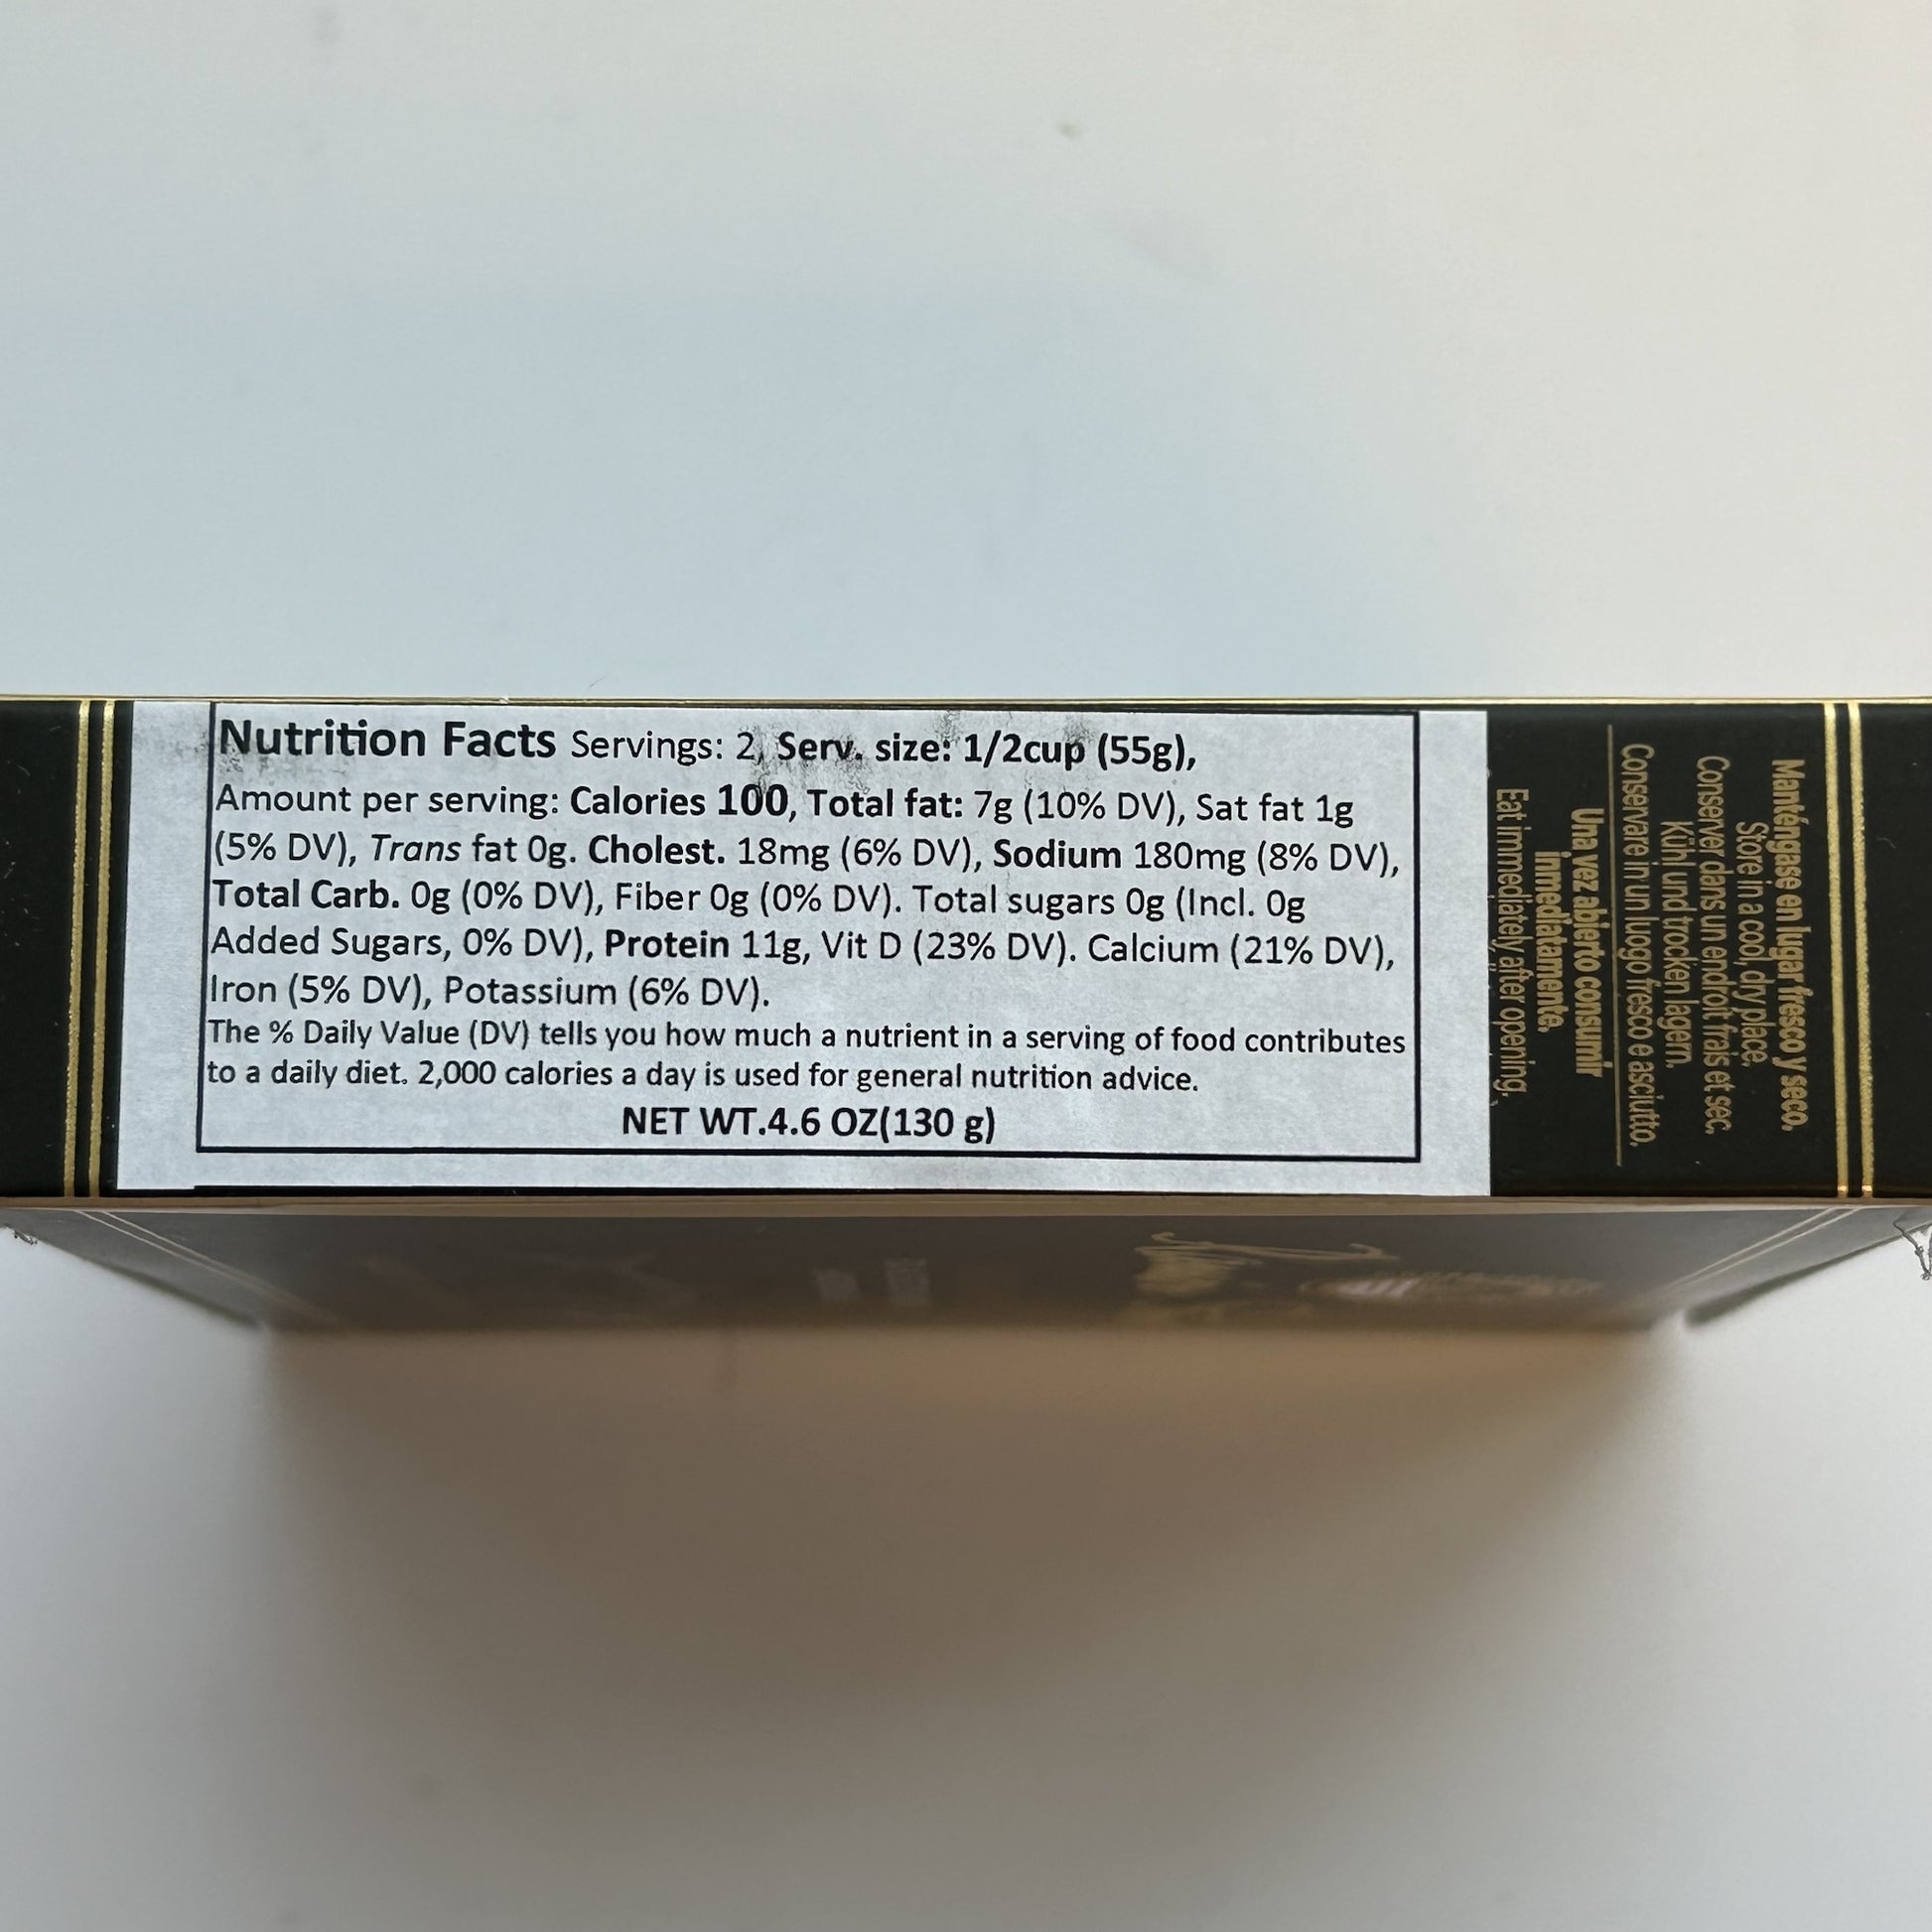 Nutrition Facts Servings: 2, Serv. size: 1/2cup (55g),
Amount per serving: Calories 100, Total fat: 7g (10% DV), Sat fat 1g
(5% DV), Trans fat 0g. Cholest. 18mg (6% DV), Sodium 180mg (8% DV),
Total Carb. 0g (0% DV), Fiber 0g (0% DV). Total sugars 0g (Incl. 0g
Added Sugars, 0% DV), Protein 11g, Vit D (23% DV). Calcium (21% DV),
Iron (5% DV), Potassium (6% DV).
The % Daily Value (DV) tells you how much a nutrient in a serving of food contributes
to a daily diet. 2,000 calories a day is used for general nutrition advice.
NET WT.4.6 OZ(130 g)
Manténgase en lugar fresco y seco.
Store in a cool, dry place.
Conserver dans un endroit frais et sec.
Kühl und trocken lagern.
Conservare in un luogo fresco e asciutto.
Una vez abierto consumir
inmediatamente.
Eat immediately after opening.